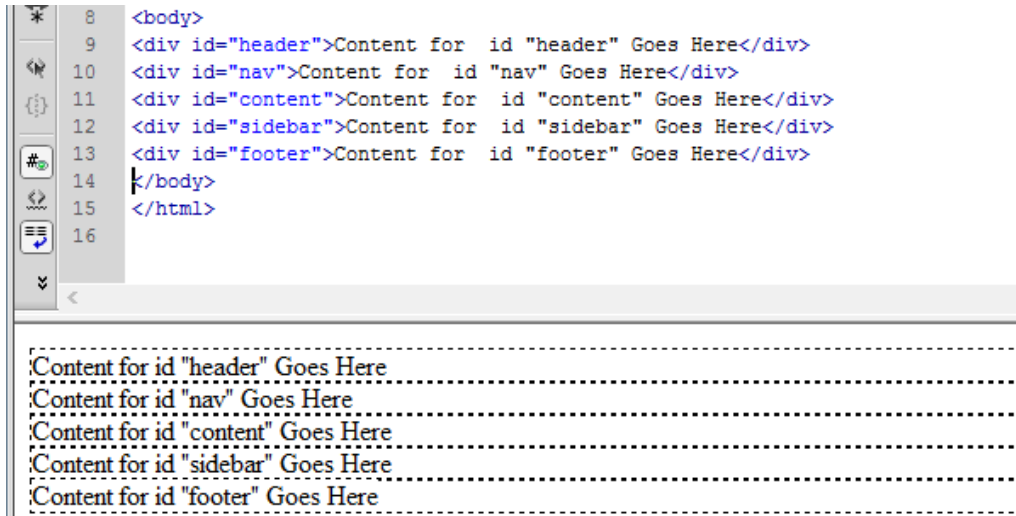 8 <body>
9 <div id="header">Content for  id "header" Goes Here</div>
10 <div id="nav">Content for  id "nav" Goes Here</div>
11 <div id="content">Content for  id "content" Goes Here</div>
12 <div id="sidebar">Content for  id "sidebar" Goes Here</div>
13 <div id="footer">Content for  id "footer" Goes Here</div>
14 </body>
15 </html>
16
Content for id "header" Goes Here
Content for id "nav" Goes Here
Content for id "content" Goes Here
Content for id "sidebar" Goes Here
Content for id "footer" Goes Here